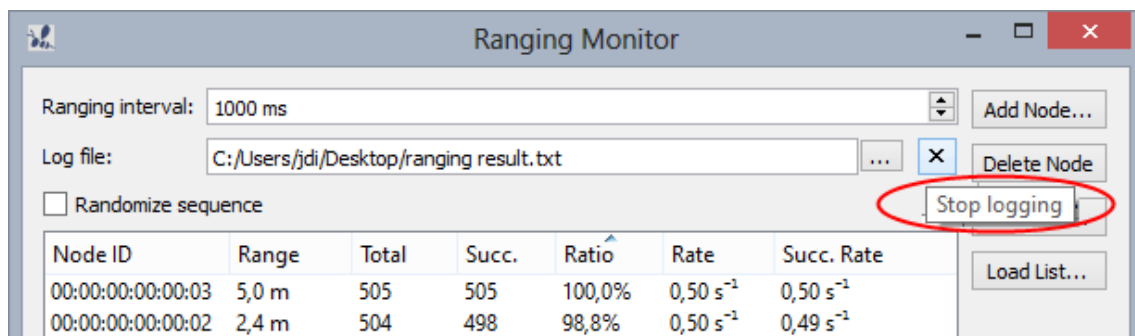 Ranging Monitor
Ranging interval: 1000 ms Add Node...
Log file: C:/Users/jdi/Desktop/ranging result.txt ... Delete Node
Randomize sequence Stop logging
Node ID Range Total Succ. Ratio Rate Succ. Rate
Load List...
00:00:00:00:00:03 5,0 m 505 505 100,0% 0,50 s⁻¹ 0,50 s⁻¹
00:00:00:00:00:02 2,4 m 504 498 98,8% 0,50 s⁻¹ 0,49 s⁻¹